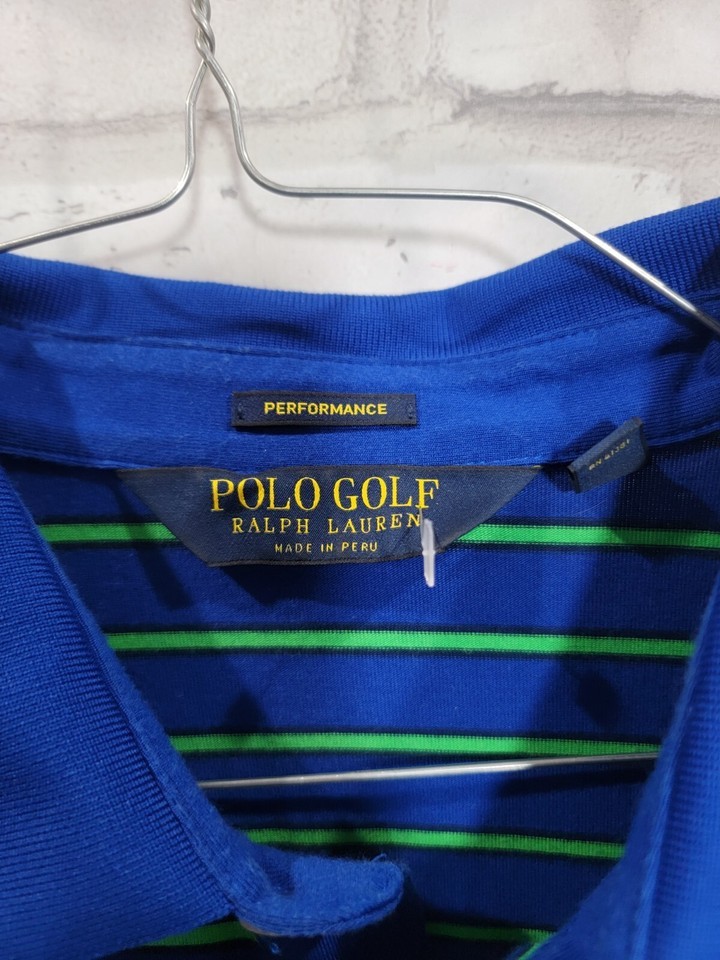 PERFORMANCE
POLO GOLF
RALPH LAUREN
MADE IN PERU